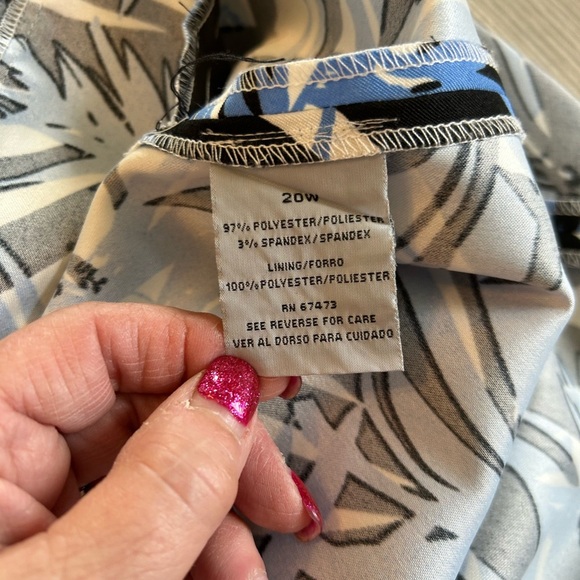 20W
97% POLYESTER/POLIESTER
3% SPANDEX/SPANDEX
LINING/FORRO
100% POLYESTER/POLIESTER
RN 67473
SEE REVERSE FOR CARE
VER AL DORSO PARA CUIDADO